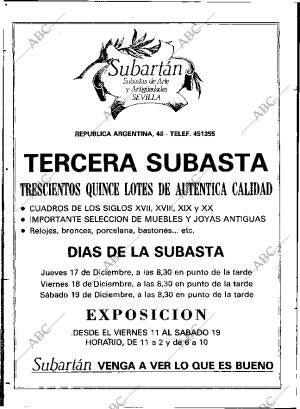 Subartán
Subastas de Arte
y Antigüedades
SEVILLA
REPUBLICA ARGENTINA, 48 - TELEF. 451355
TERCERA SUBASTA
TRESCIENTOS QUINCE LOTES DE AUTENTICA CALIDAD
● CUADROS DE LOS SIGLOS XVII, XVIII, XIX y XX
● IMPORTANTE SELECCION DE MUEBLES Y JOYAS ANTIGUAS
● Relojes, bronces, porcelana, bastones... etc.
DIAS DE LA SUBASTA
Jueves 17 de Diciembre, a las 8,30 en punto de la tarde
Viernes 18 de Diciembre, a las 8,30 en punto de la tarde
Sábado 19 de Diciembre, a las 8,30 en punto de la tarde
EXPOSICION
DESDE EL VIERNES 11 AL SABADO 19
HORARIO, DE 11 a 2 y de 6 a 10
Subartán VENGA A VER LO QUE ES BUENO